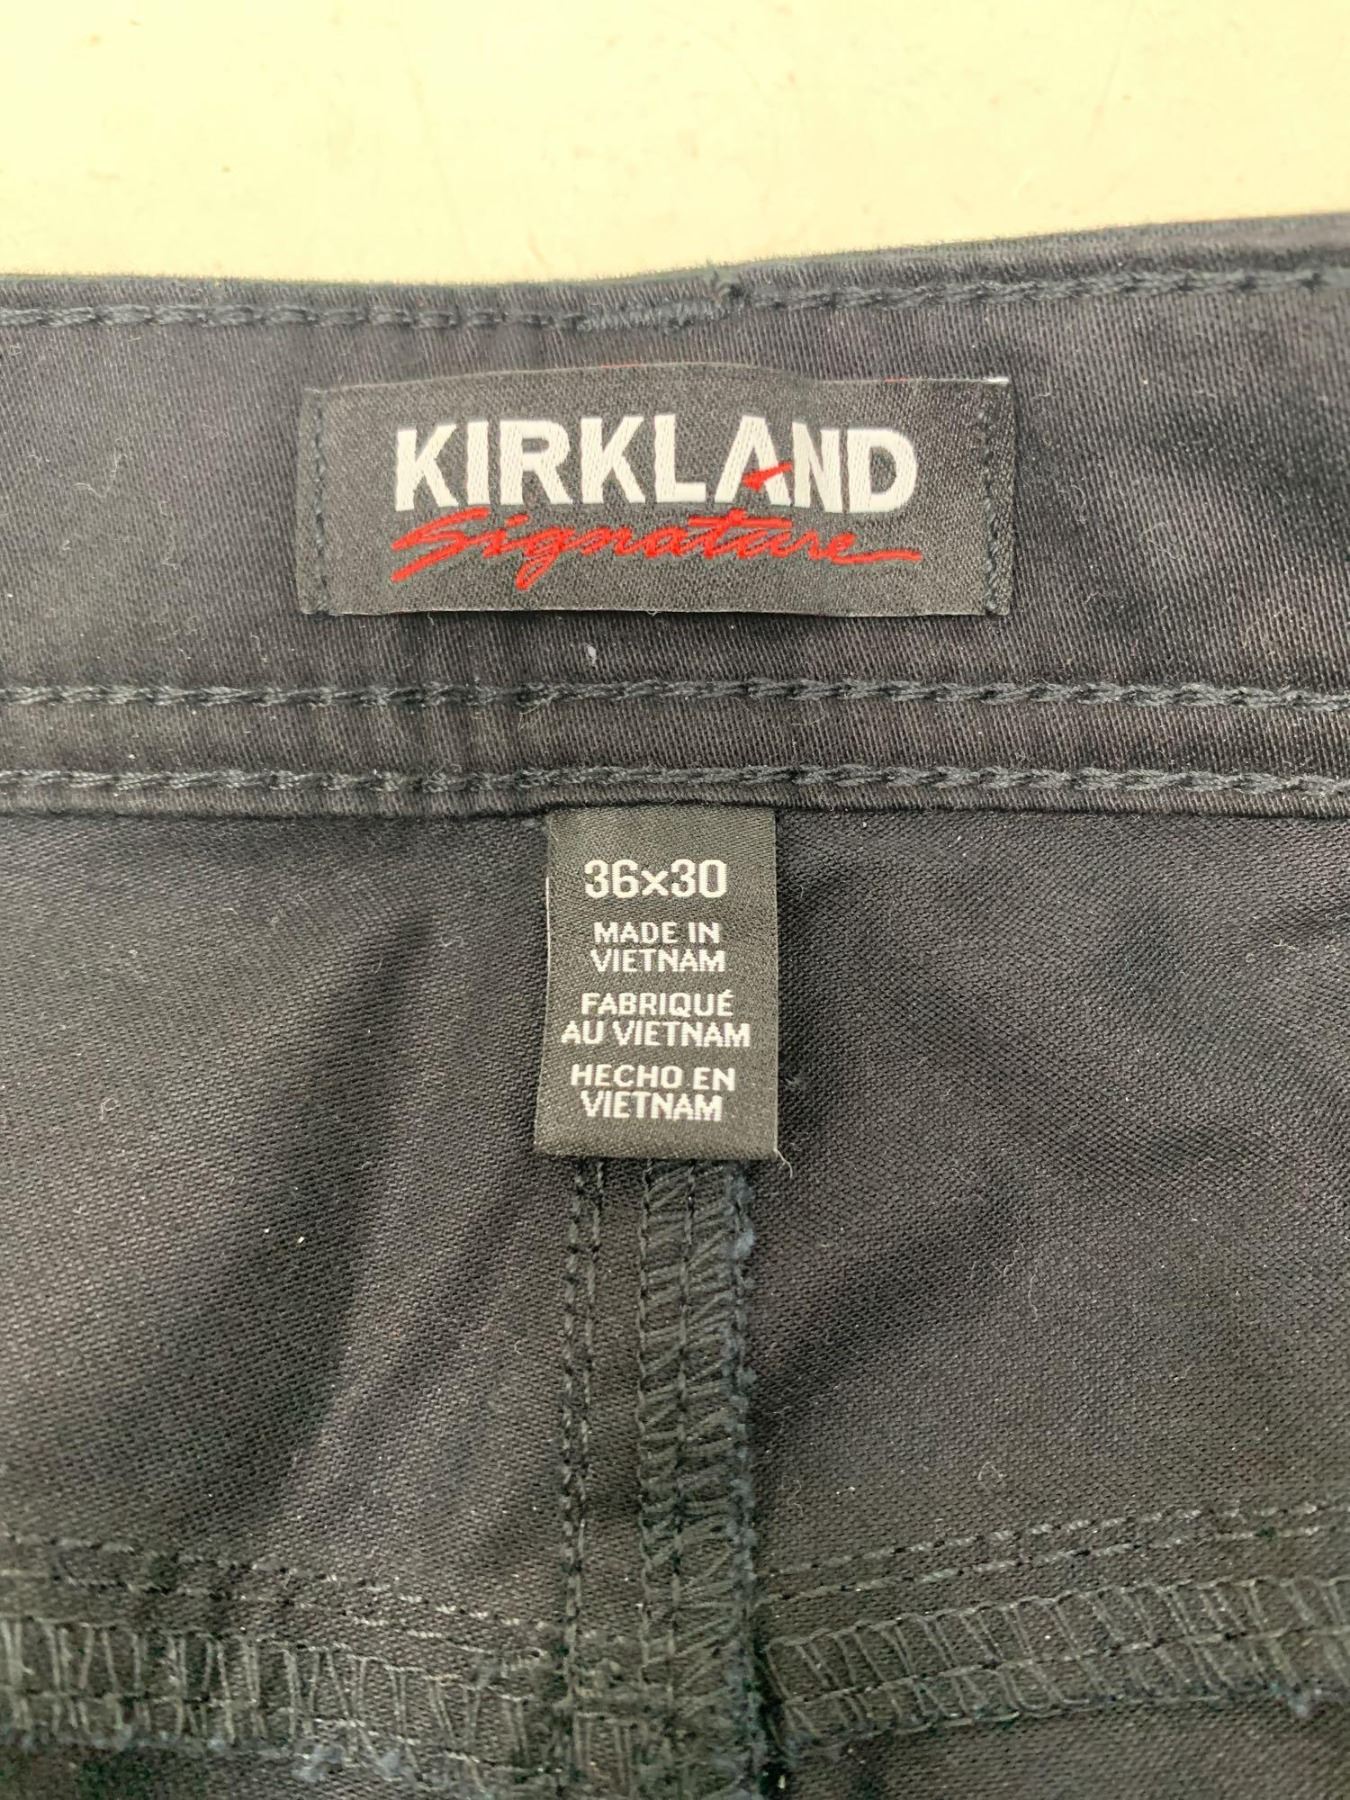 KIRKLAND
Signature
36x30
MADE IN
VIETNAM
FABRIQUÉ
AU VIETNAM
HECHO EN
VIETNAM